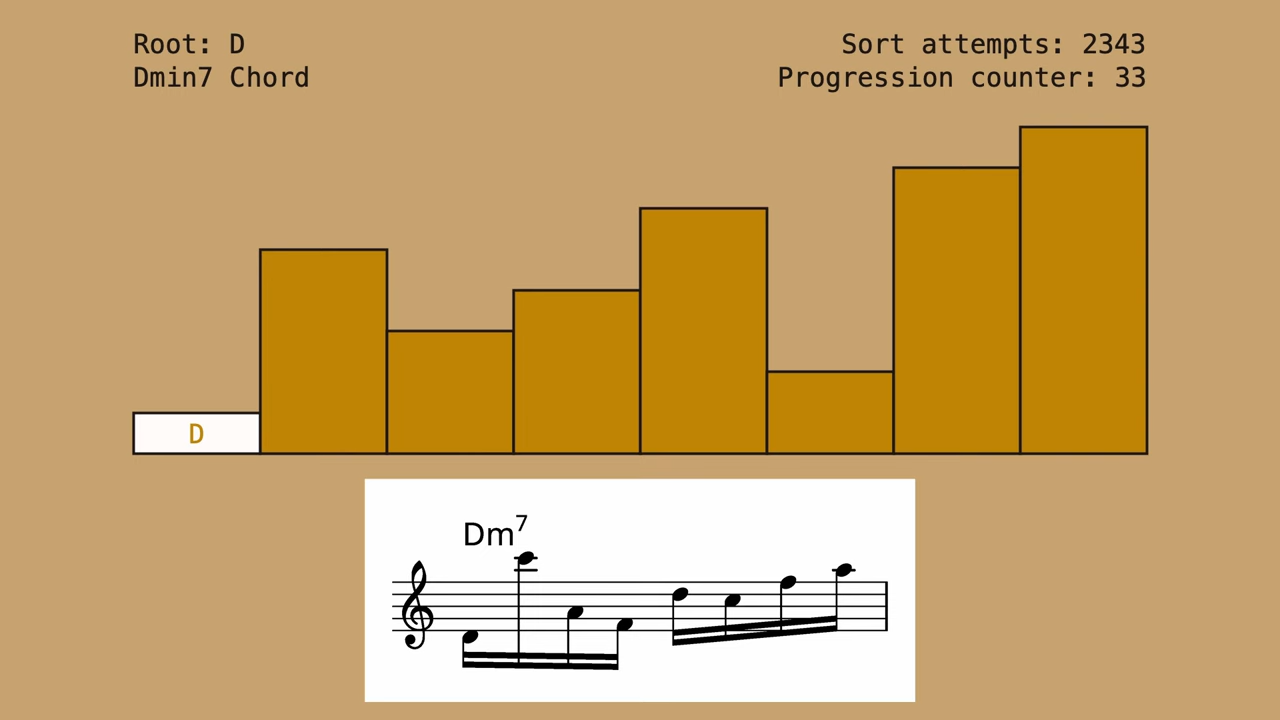 Root: D
Dmin7 Chord
Sort attempts: 2343
Progression counter: 33
D
Dm7